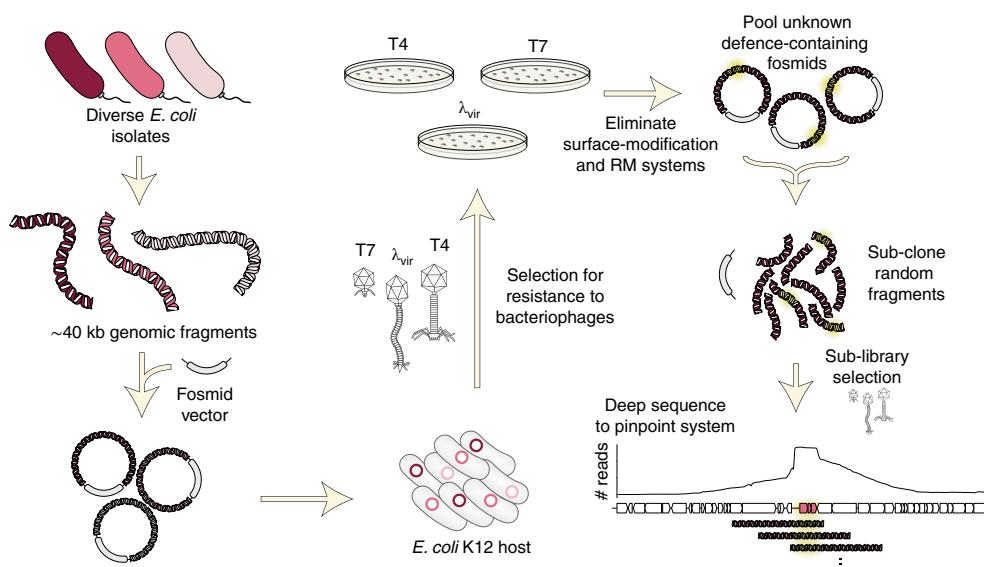 Diverse E. coli
isolates
~40 kb genomic fragments
Fosmid
vector
E. coli K12 host
T7
λvir
T4
Selection for
resistance to
bacteriophages
T4
T7
λvir
Eliminate
surface-modification
and RM systems
Pool unknown
defence-containing
fosmids
Sub-clone
random
fragments
Sub-library
selection
Deep sequence
to pinpoint system
# reads